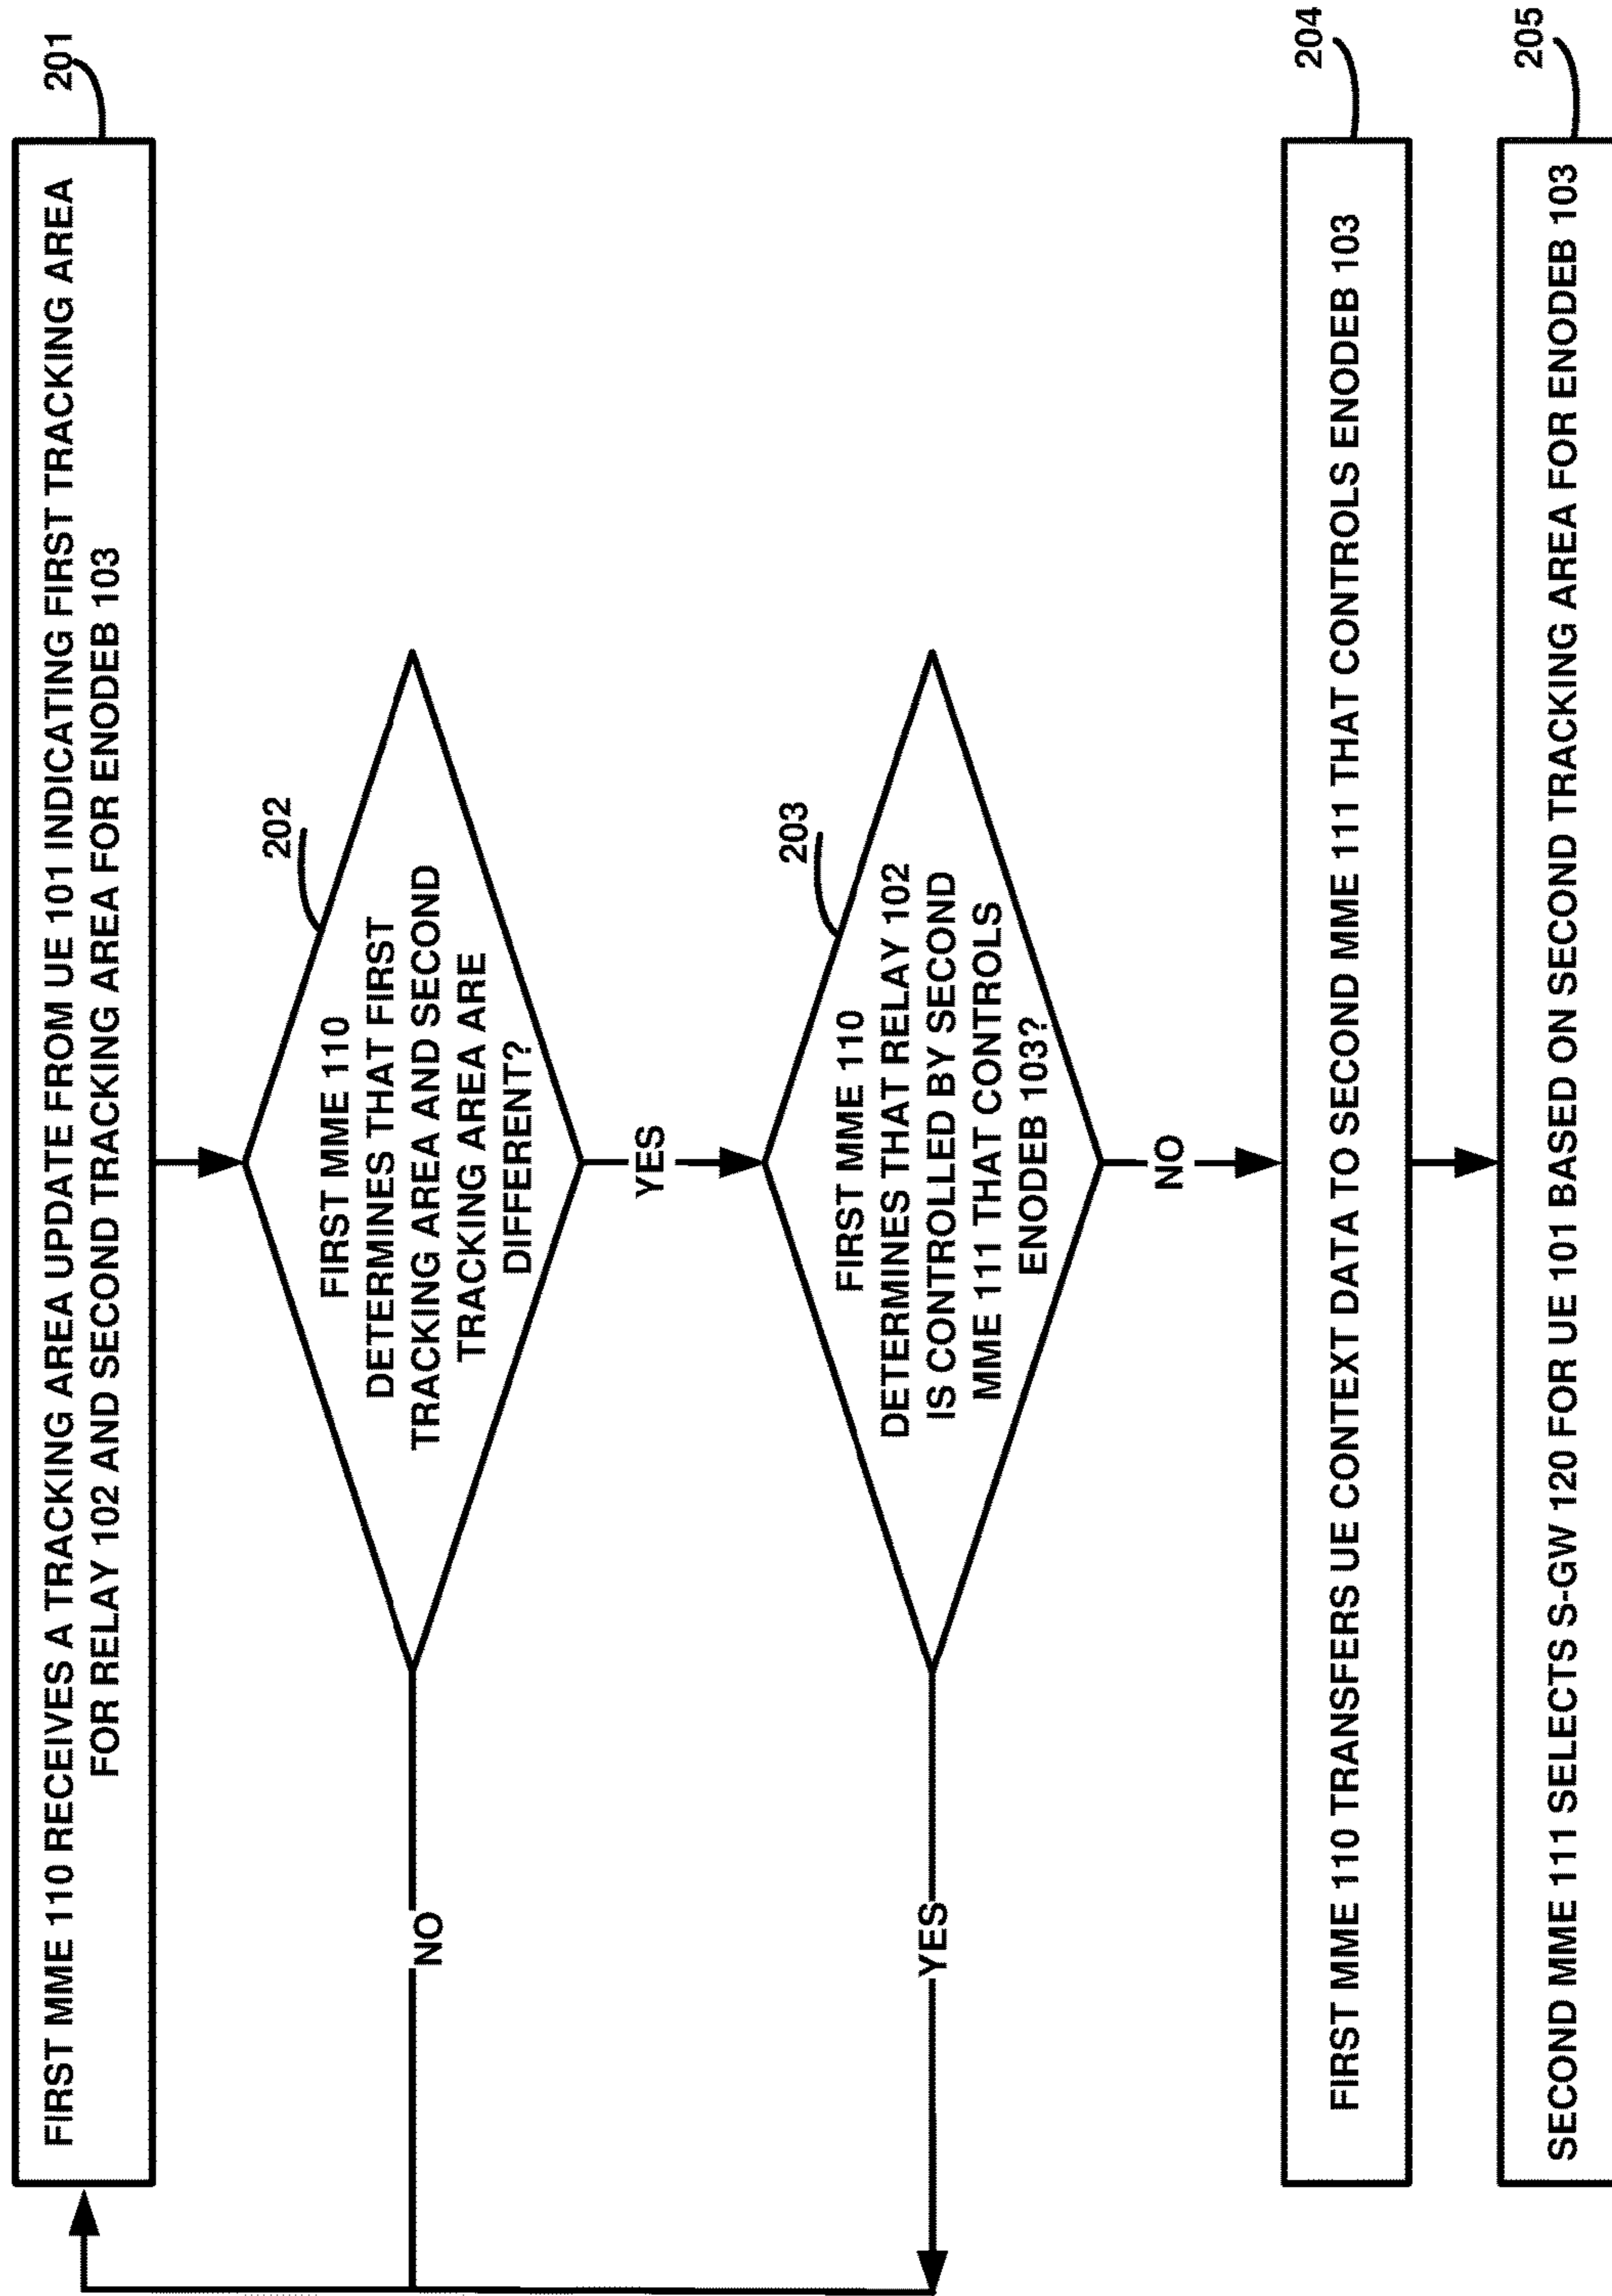 FIRST MME 110 RECEIVES A TRACKING AREA UPDATE FROM UE 101 INDICATING FIRST TRACKING AREA
FOR RELAY 102 AND SECOND TRACKING AREA FOR ENODEB 103
201
202
FIRST MME 110
DETERMINES THAT FIRST
TRACKING AREA AND SECOND
TRACKING AREA ARE
DIFFERENT?
NO
YES
203
FIRST MME 110
DETERMINES THAT RELAY 102
IS CONTROLLED BY SECOND
MME 111 THAT CONTROLS
ENODEB 103?
YES
NO
204
FIRST MME 110 TRANSFERS UE CONTEXT DATA TO SECOND MME 111 THAT CONTROLS ENODEB 103
205
SECOND MME 111 SELECTS S-GW 120 FOR UE 101 BASED ON SECOND TRACKING AREA FOR ENODEB 103